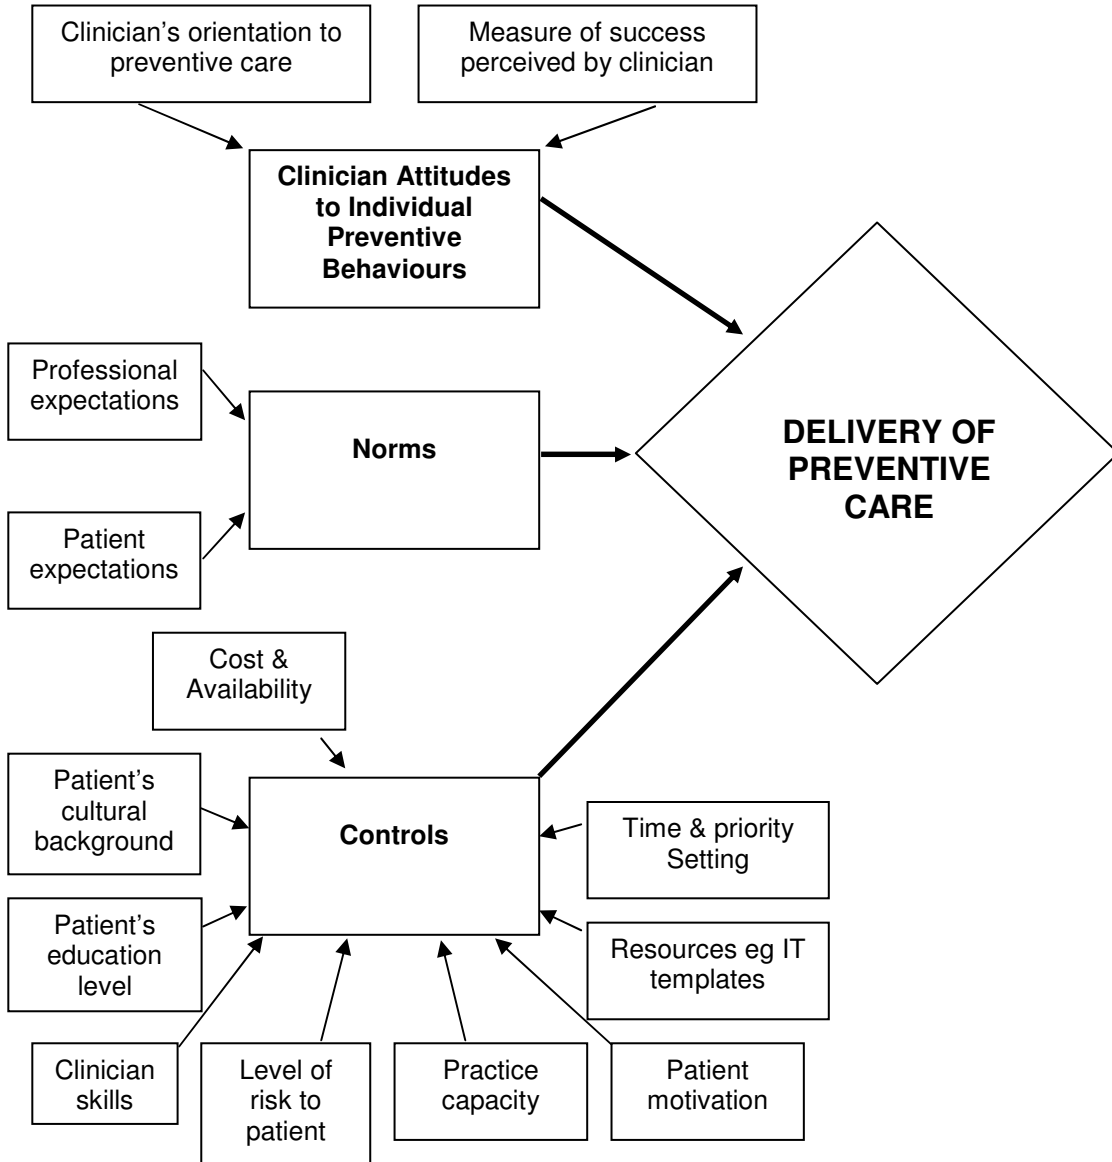 Clinician’s orientation to
preventive care
Measure of success
perceived by clinician
Clinician Attitudes
to Individual
Preventive
Behaviours
Professional
expectations
Norms
DELIVERY OF
PREVENTIVE
CARE
Patient
expectations
Cost &
Availability
Patient’s
cultural
background
Controls
Time & priority
Setting
Patient’s
education
level
Resources eg IT
templates
Clinician
skills
Level of
risk to
patient
Practice
capacity
Patient
motivation